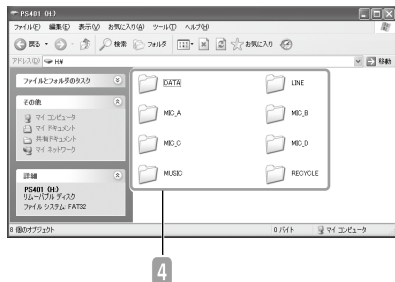 PS401 (H:)
ファイル(F) 編集(E) 表示(V) お気に入り(A) ツール(T) ヘルプ(H)
戻る 検索 フォルダ お気に入り
アドレス(D) H:¥ 移動
ファイルとフォルダのタスク
その他
マイ コンピュータ
マイ ドキュメント
共有ドキュメント
マイ ネットワーク
詳細
PS401 (H:)
リムーバブル ディスク
ファイル システム: FAT32
DATA LINE
MIC_A MIC_B
MIC_C MIC_D
MUSIC RECYCLE
8 個のオブジェクト 0 バイト マイ コンピュータ
4